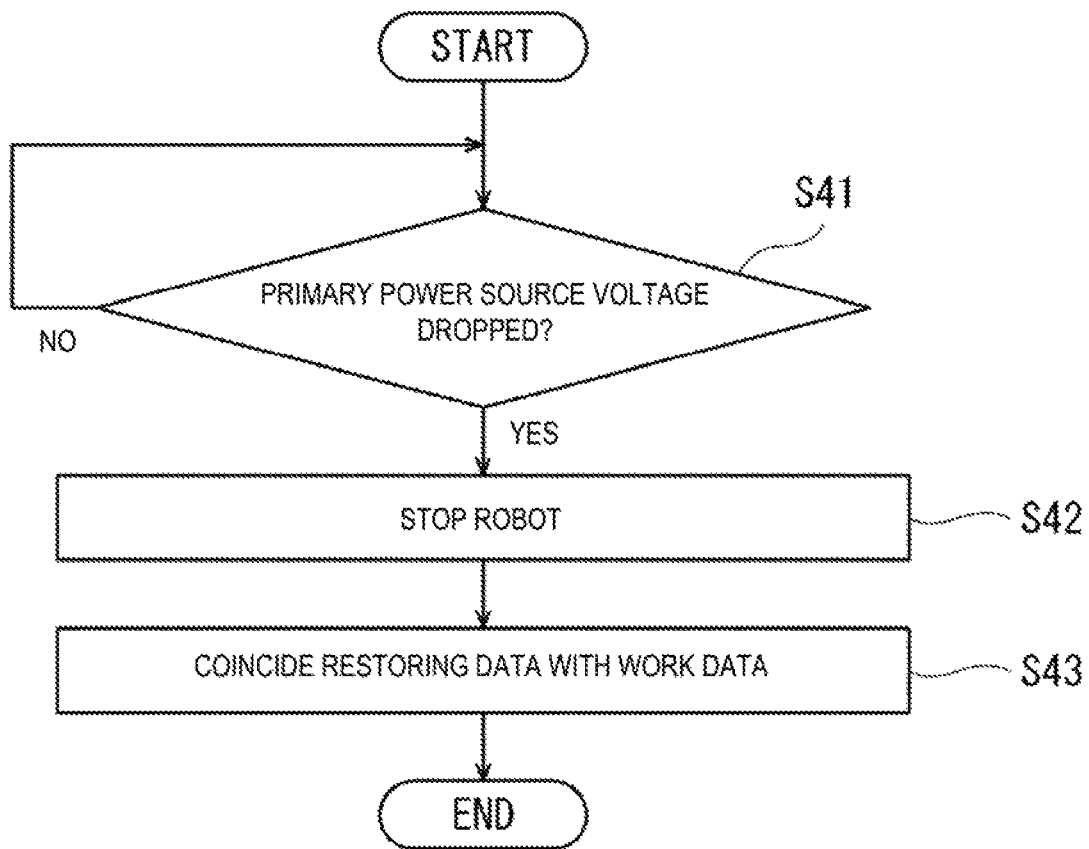 START
S41
PRIMARY POWER SOURCE VOLTAGE
DROPPED?
NO
YES
STOP ROBOT
S42
COINCIDE RESTORING DATA WITH WORK DATA
S43
END